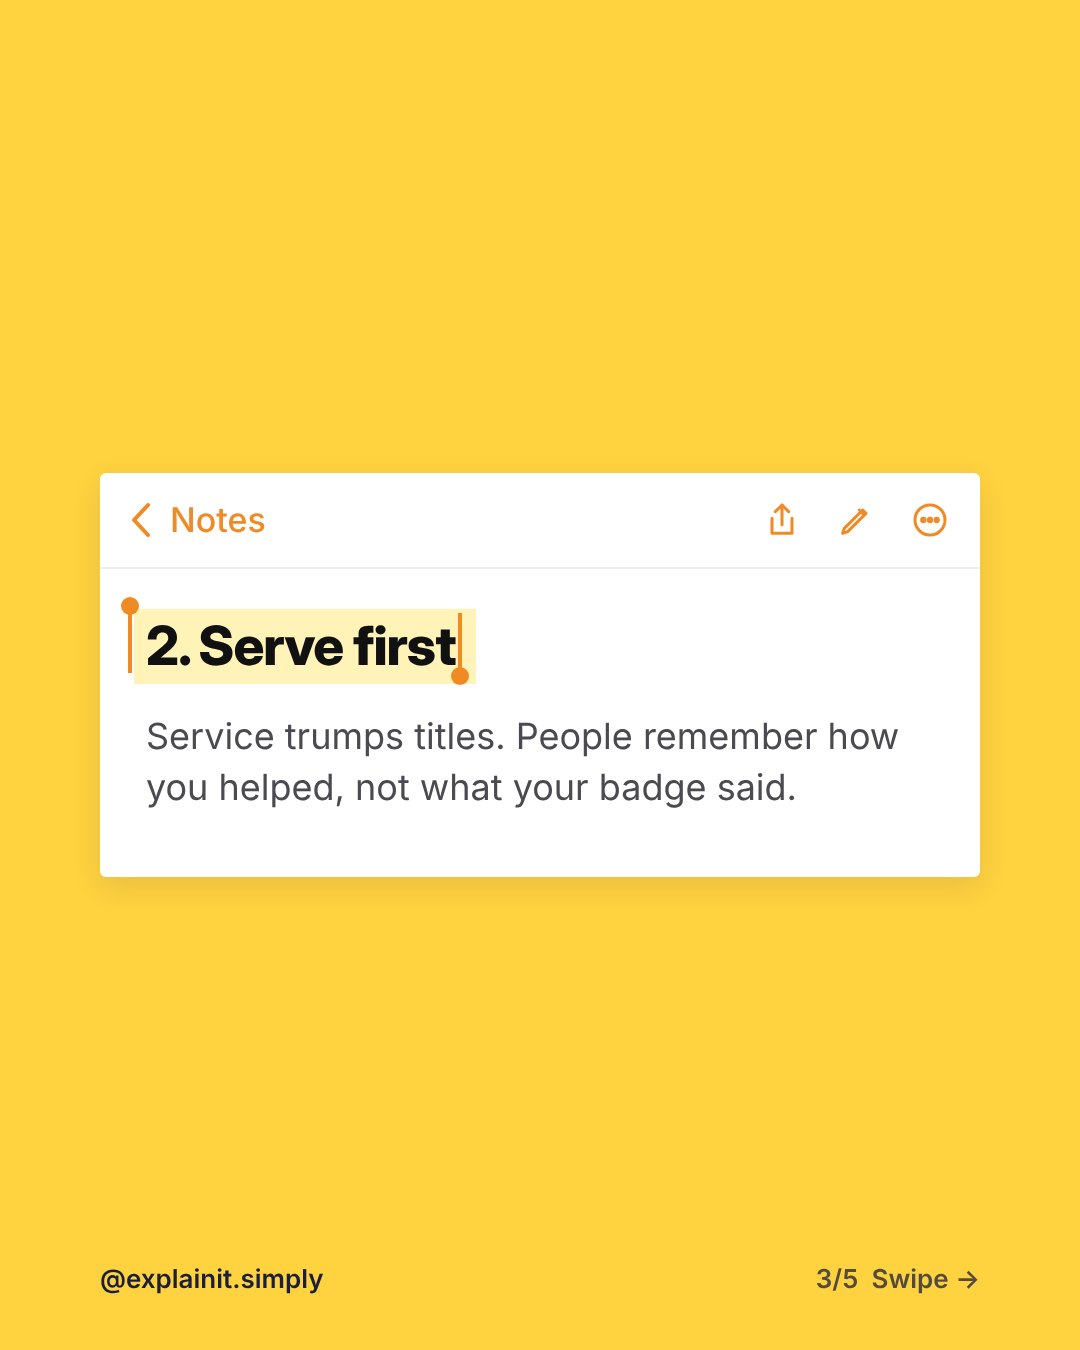 Notes
2. Serve first
Service trumps titles. People remember how
you helped, not what your badge said.
@explainit.simply
3/5 Swipe →